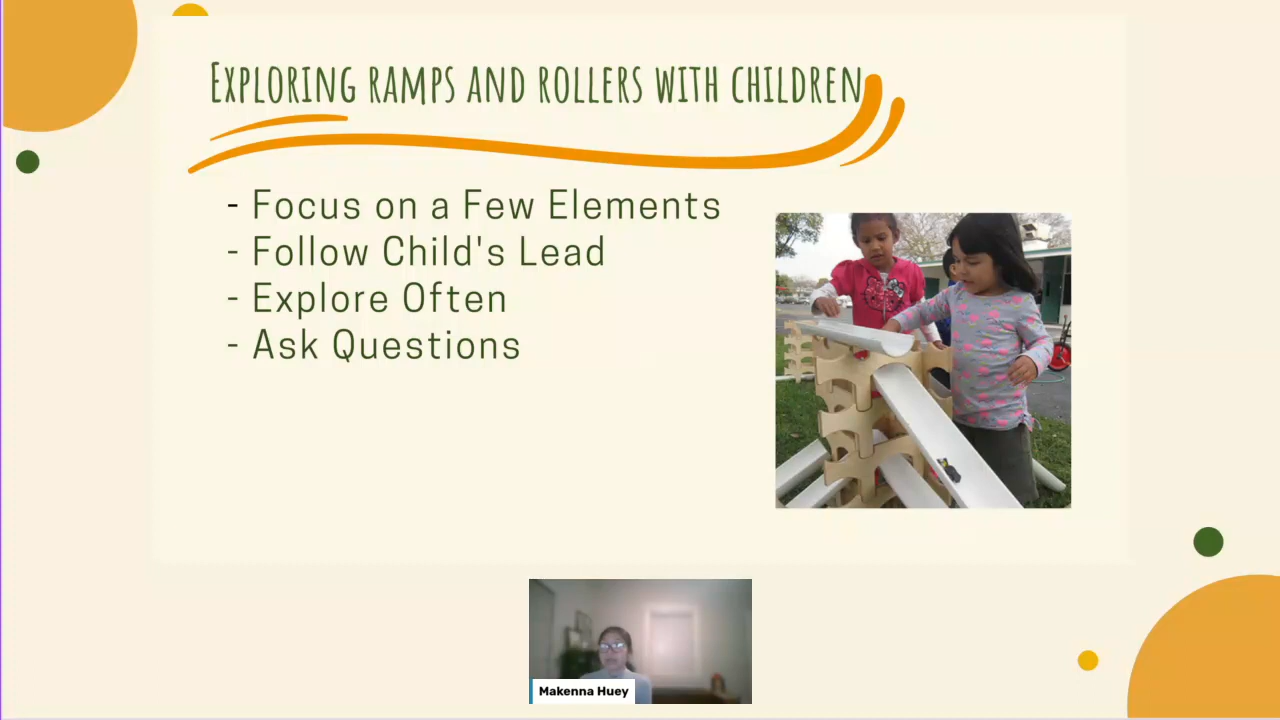 Exploring ramps and rollers with children
- Focus on a Few Elements
- Follow Child's Lead
- Explore Often
- Ask Questions
Makenna Huey